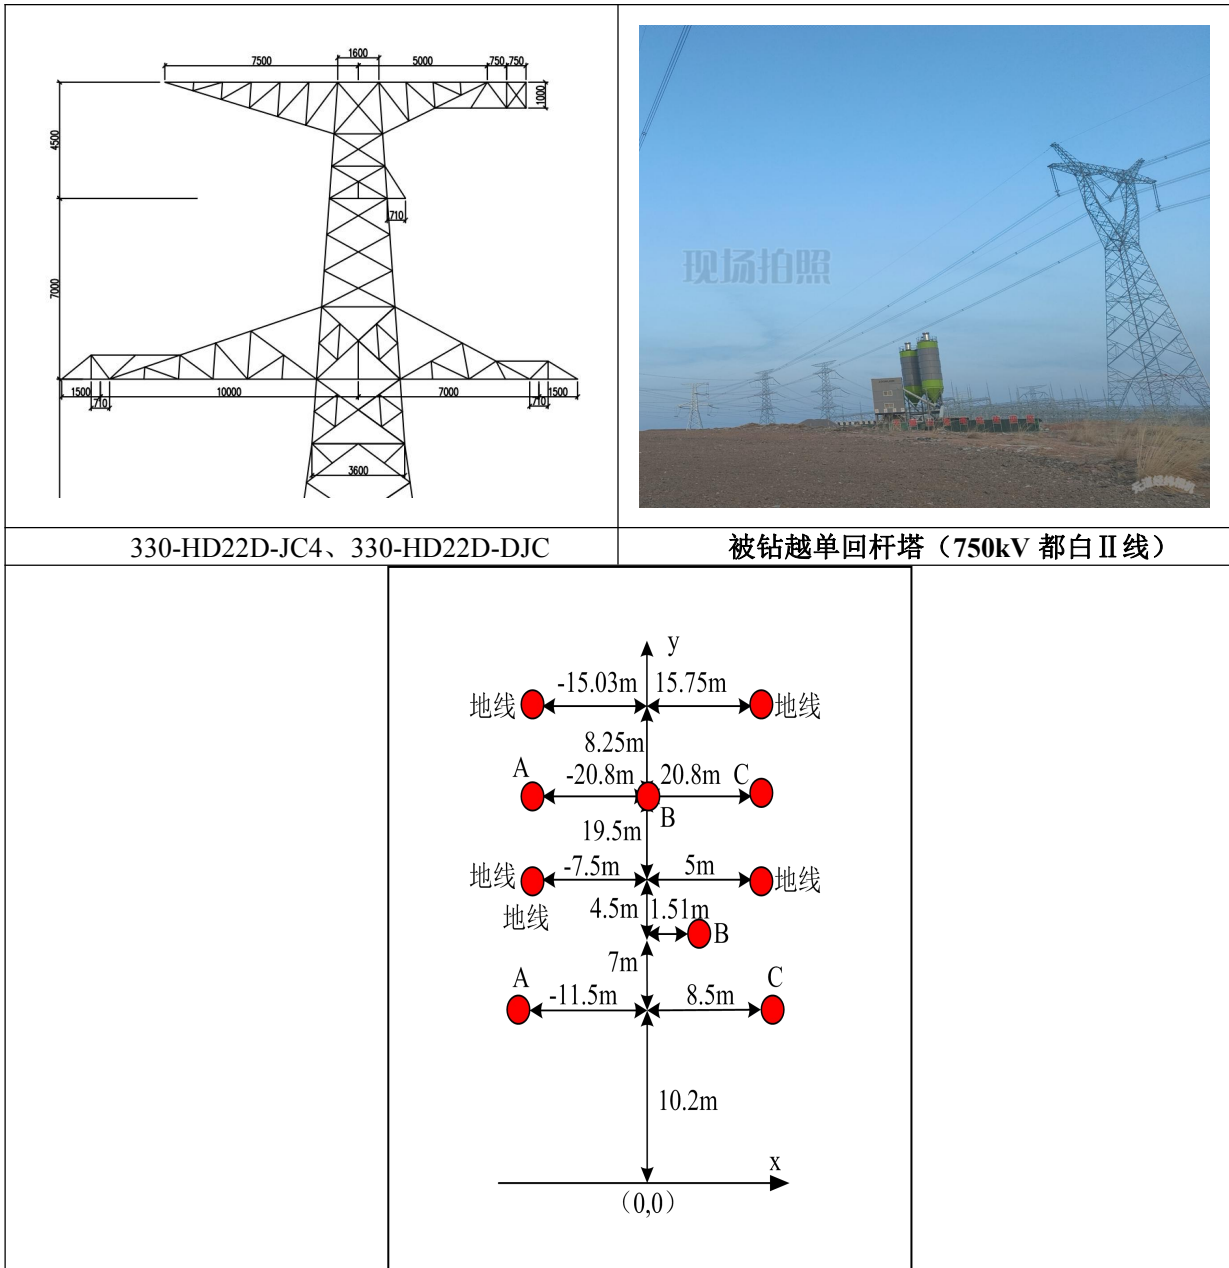 1600
7500
5000
750
750
1000
4500
710
7000
1500
10000
7000
1500
710
710
3600
现场拍照
330-HD22D-JC4、330-HD22D-DJC
被钻越单回杆塔（750kV 都白Ⅱ线）
y
-15.03m
15.75m
地线
地线
8.25m
A
-20.8m
20.8m
C
B
19.5m
地线
-7.5m
5m
地线
地线
4.5m
1.51m
B
7m
A
C
-11.5m
8.5m
10.2m
x
（0,0）